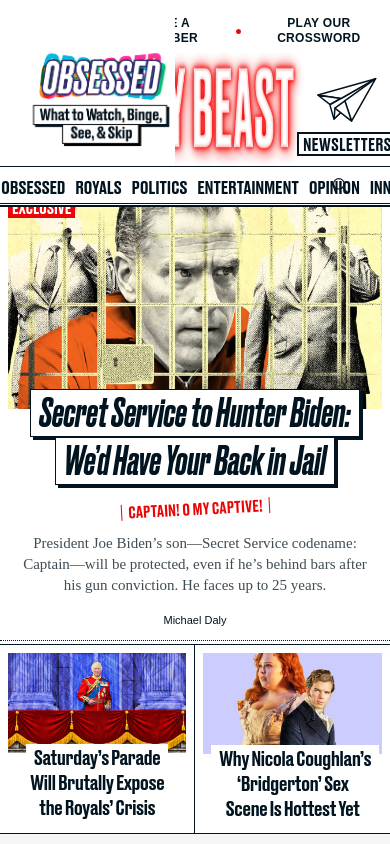 E A
BER
PLAY OUR
CROSSWORD
OBSESSED
What to Watch, Binge,
See, & Skip
Y BEAST
NEWSLETTERS
OBSESSED ROYALS POLITICS ENTERTAINMENT OPINION INN
EXCLUSIVE
Secret Service to Hunter Biden:
We’d Have Your Back in Jail
CAPTAIN! O MY CAPTIVE!
President Joe Biden’s son—Secret Service codename:
Captain—will be protected, even if he’s behind bars after
his gun conviction. He faces up to 25 years.
Michael Daly
Saturday’s Parade
Will Brutally Expose
the Royals’ Crisis
Why Nicola Coughlan’s
‘Bridgerton’ Sex
Scene Is Hottest Yet